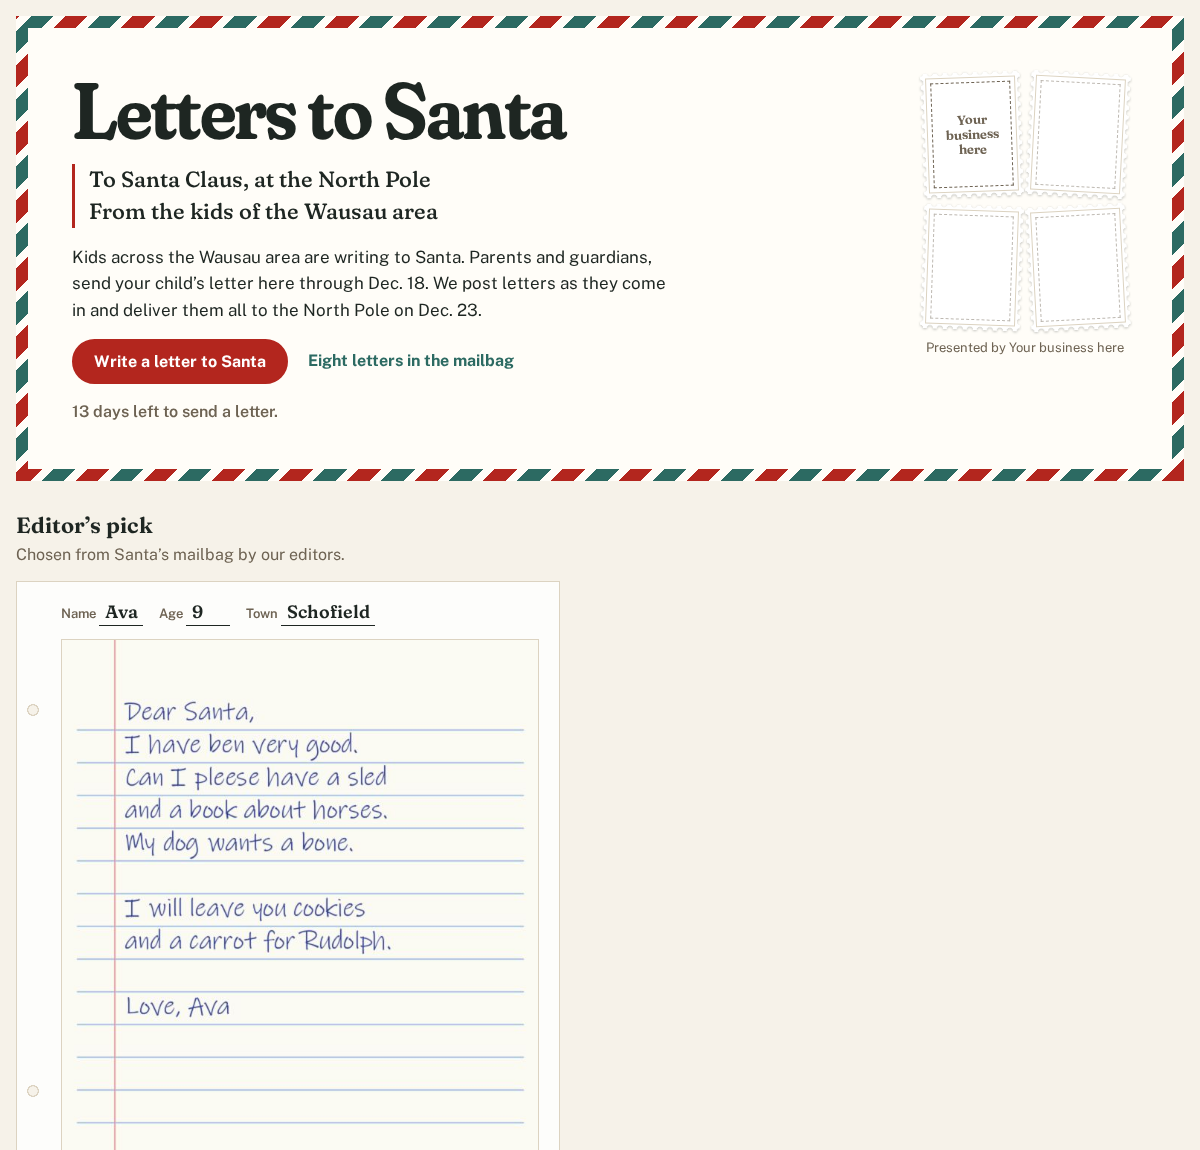 Letters to Santa
To Santa Claus, at the North Pole
From the kids of the Wausau area
Kids across the Wausau area are writing to Santa. Parents and guardians,
send your child’s letter here through Dec. 18. We post letters as they come
in and deliver them all to the North Pole on Dec. 23.
Write a letter to Santa
Eight letters in the mailbag
13 days left to send a letter.
Your
business
here
Presented by Your business here
Editor’s pick
Chosen from Santa’s mailbag by our editors.
Name Ava Age 9 Town Schofield
Dear Santa,
I have ben very good.
Can I pleese have a sled
and a book about horses.
My dog wants a bone.
I will leave you cookies
and a carrot for Rudolph.
Love, Ava